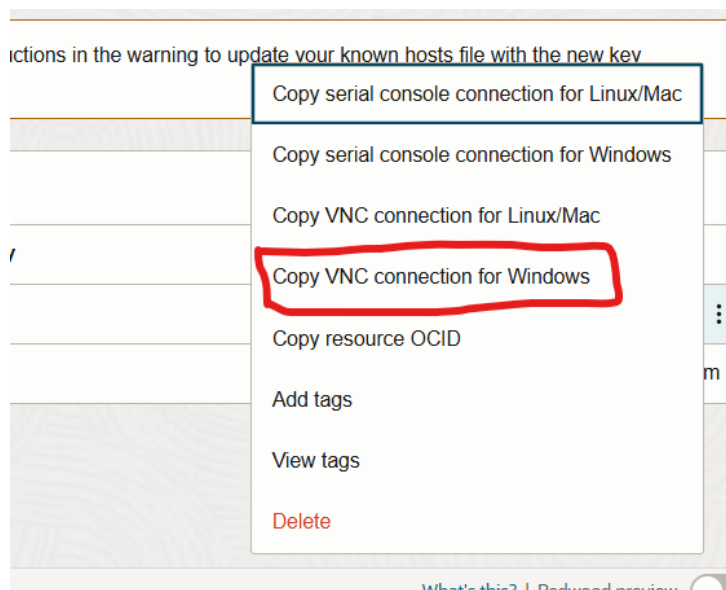 uctions in the warning to update your known hosts file with the new key
Copy serial console connection for Linux/Mac
Copy serial console connection for Windows
Copy VNC connection for Linux/Mac
y
Copy VNC connection for Windows
Copy resource OCID
m
Add tags
View tags
Delete
What's this? | Redwood preview